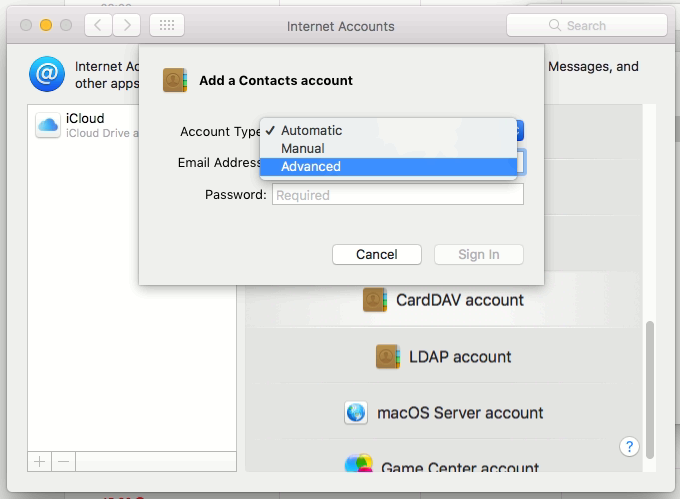 Internet Accounts
Search
Internet Ac
Messages, and
other apps
Add a Contacts account
iCloud
iCloud Drive a
Account Type
✓ Automatic
Manual
Email Address
Advanced
Password:
Required
Cancel
Sign In
CardDAV account
LDAP account
macOS Server account
?
Game Center account